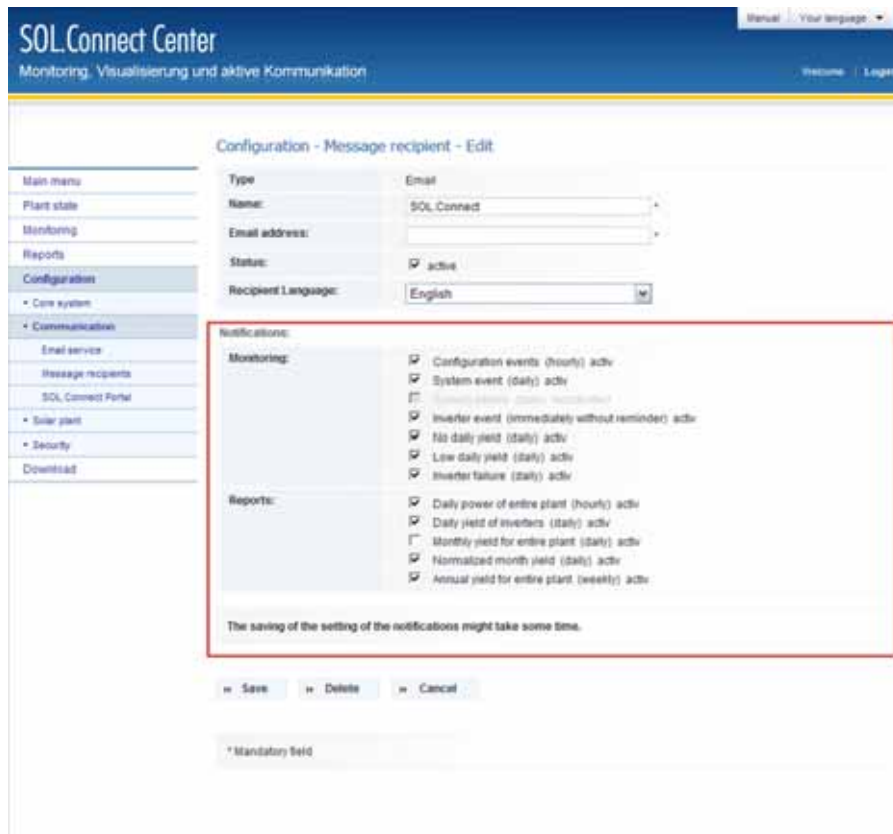 Manual Your language
SOL.Connect Center
Monitoring, Visualisierung und aktive Kommunikation
Welcome Login
Configuration - Message recipient - Edit
Main menu
Plant state
Monitoring
Reports
Configuration
• Core system
• Communication
Email service
Message recipients
SOL.Connect Portal
• Solar plant
• Security
Download
Type Email
Name: SOL.Connect *
Email address: *
Status: active
Recipient Language: English
Notifications:
Monitoring:
Configuration events (hourly) activ
System event (daily) activ
Inverter event (immediately without reminder) activ
No daily yield (daily) activ
Low daily yield (daily) activ
Inverter failure (daily) activ
Reports:
Daily power of entire plant (hourly) activ
Daily yield of inverters (daily) activ
Monthly yield for entire plant (daily) activ
Normalized month yield (daily) activ
Annual yield for entire plant (weekly) activ
The saving of the setting of the notifications might take some time.
» Save » Delete » Cancel
* Mandatory field